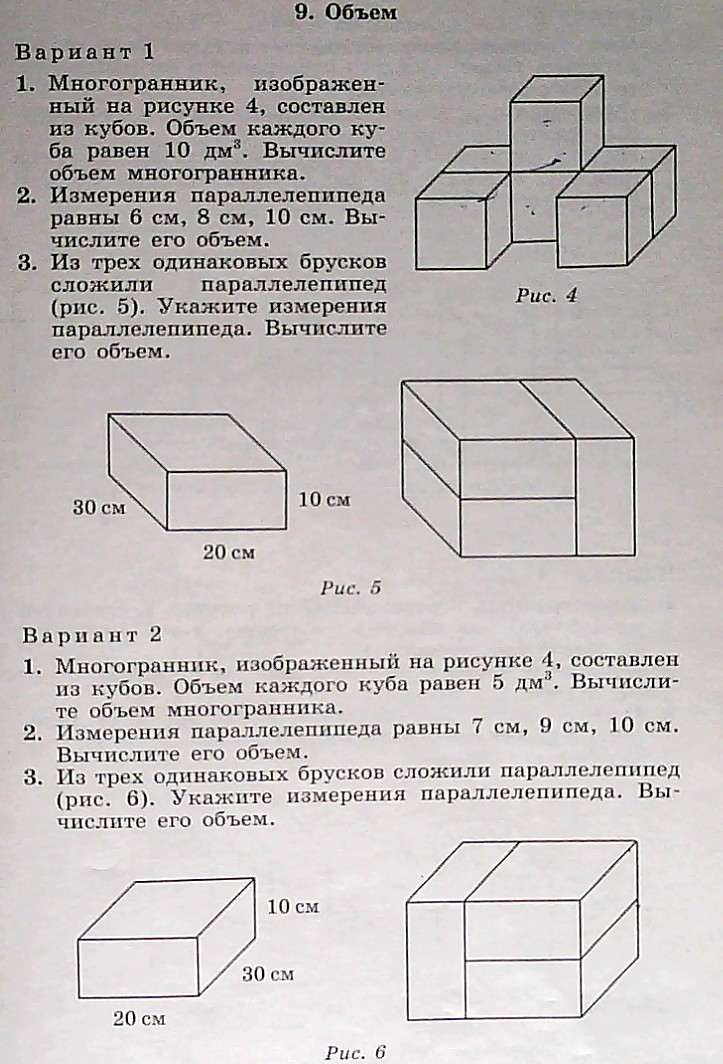 9. Объем
Вариант 1
1. Многогранник, изображен-
ный на рисунке 4, составлен
из кубов. Объем каждого ку-
ба равен 10 дм³. Вычислите
объем многогранника.
2. Измерения параллелепипеда
равны 6 см, 8 см, 10 см. Вы-
числите его объем.
3. Из трех одинаковых брусков
сложили параллелепипед
(рис. 5). Укажите измерения
параллелепипеда. Вычислите
его объем.
Рис. 4
30 см
10 см
20 см
Рис. 5
Вариант 2
1. Многогранник, изображенный на рисунке 4, составлен
из кубов. Объем каждого куба равен 5 дм³. Вычисли-
те объем многогранника.
2. Измерения параллелепипеда равны 7 см, 9 см, 10 см.
Вычислите его объем.
3. Из трех одинаковых брусков сложили параллелепипед
(рис. 6). Укажите измерения параллелепипеда. Вы-
числите его объем.
10 см
30 см
20 см
Рис. 6